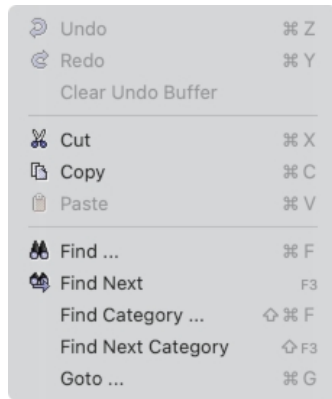 Undo ⌘ Z
Redo ⌘ Y
Clear Undo Buffer
Cut ⌘ X
Copy ⌘ C
Paste ⌘ V
Find ... ⌘ F
Find Next F3
Find Category ... ⇧ ⌘ F
Find Next Category ⇧ F3
Goto ... ⌘ G